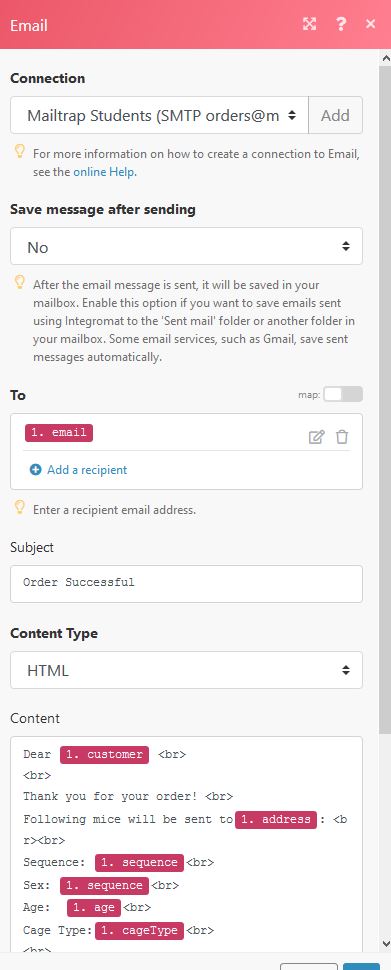 Email
Connection
Mailtrap Students (SMTP orders@m
Add
For more information on how to create a connection to Email,
see the online Help.
Save message after sending
No
After the email message is sent, it will be saved in your
mailbox. Enable this option if you want to save emails sent
using Integromat to the 'Sent mail' folder or another folder in
your mailbox. Some email services, such as Gmail, save sent
messages automatically.
To
map:
1. email
Add a recipient
Enter a recipient email address.
Subject
Order Successful
Content Type
HTML
Content
Dear 1. customer <br>
<br>
Thank you for your order! <br>
Following mice will be sent to 1. address : <b
r><br>
Sequence: 1. sequence <br>
Sex: 1. sequence <br>
Age: 1. age <br>
Cage Type: 1. cageType <br>
<br>